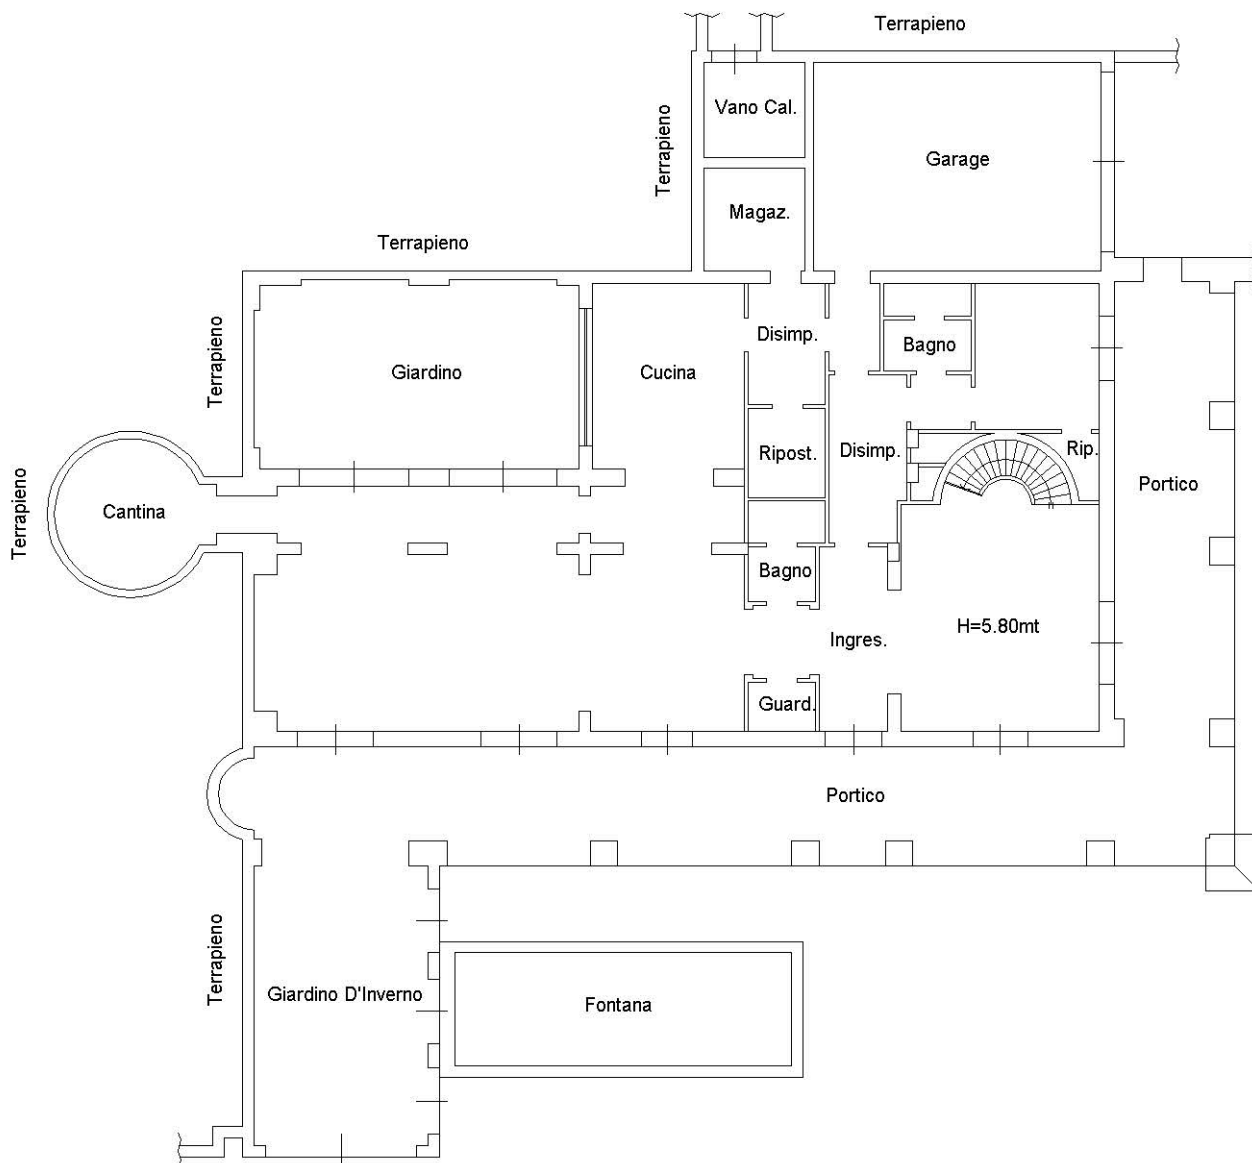 Terrapieno
Vano Cal.
Terrapieno
Garage
Magaz.
Terrapieno
Disimp.
Bagno
Terrapieno
Giardino
Cucina
Ripost.
Disimp.
Rip.
Portico
Terrapieno
Cantina
Bagno
Ingres.
H=5.80mt
Guard.
Portico
Terrapieno
Giardino D'Inverno
Fontana